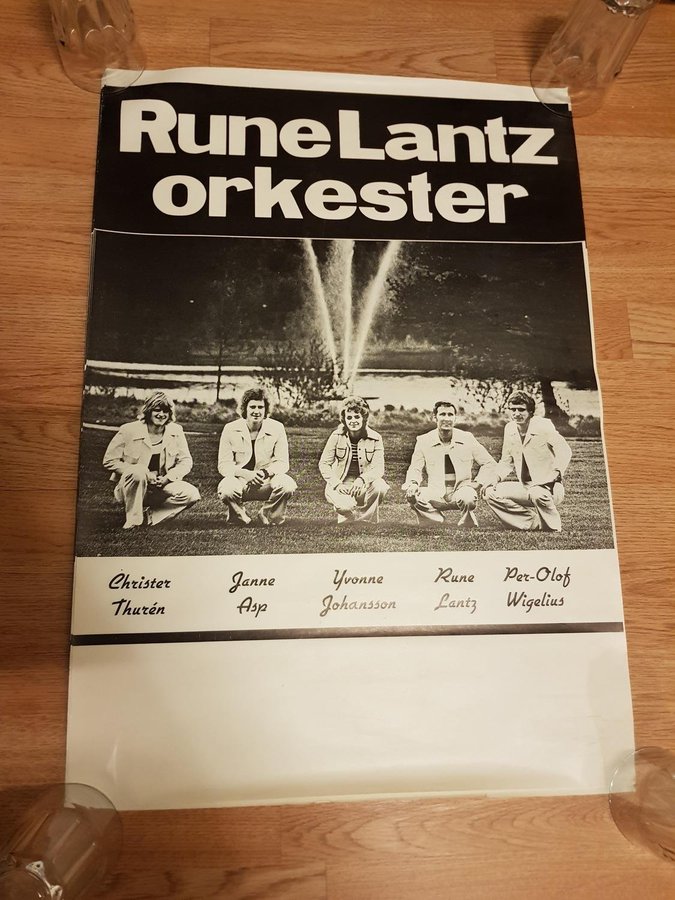 Rune Lantz
orkester
Christer Thurén
Janne Asp
Yvonne Johansson
Rune Lantz
Per-Olof Wigelius